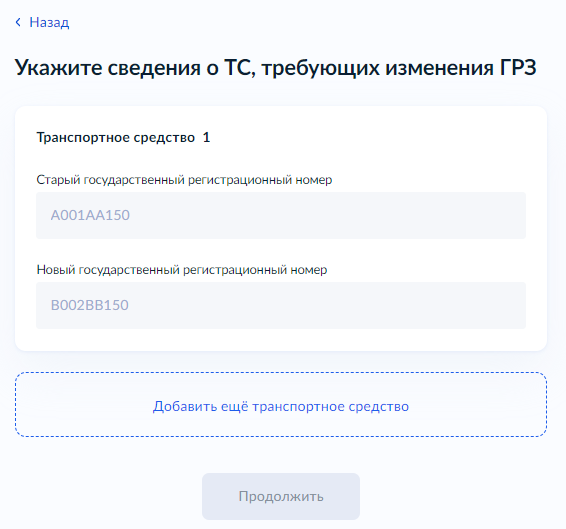 Назад
Укажите сведения о ТС, требующих изменения ГРЗ
Транспортное средство 1
Старый государственный регистрационный номер
А001АА150
Новый государственный регистрационный номер
В002ВВ150
Добавить ещё транспортное средство
Продолжить